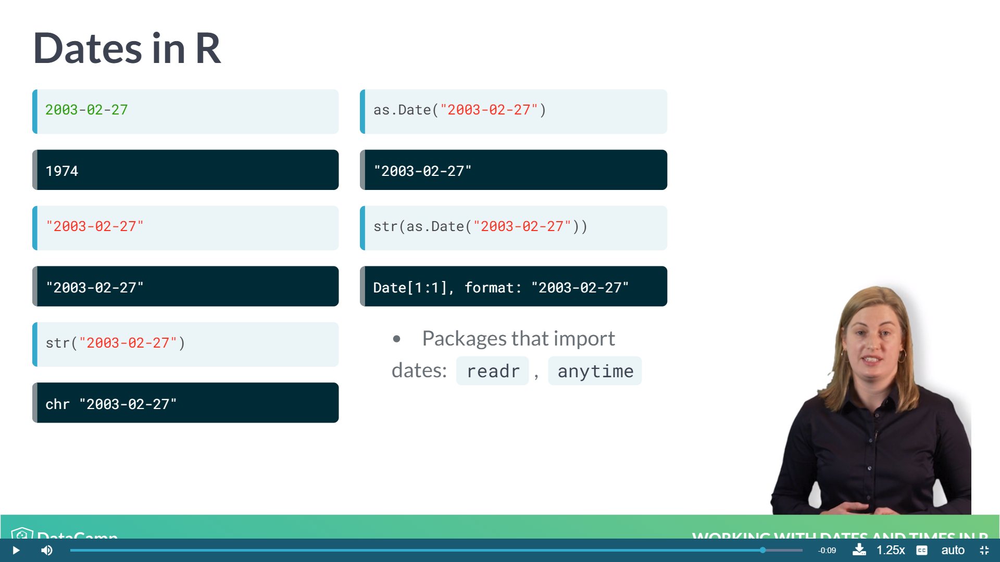 Dates in R
2003-02-27
1974
"2003-02-27"
"2003-02-27"
str("2003-02-27")
chr "2003-02-27"
as.Date("2003-02-27")
"2003-02-27"
str(as.Date("2003-02-27"))
Date[1:1], format: "2003-02-27"
• Packages that import
dates: readr , anytime
DataCamp
WORKING WITH DATES AND TIMES IN R
-0:09
1.25x
CC
auto